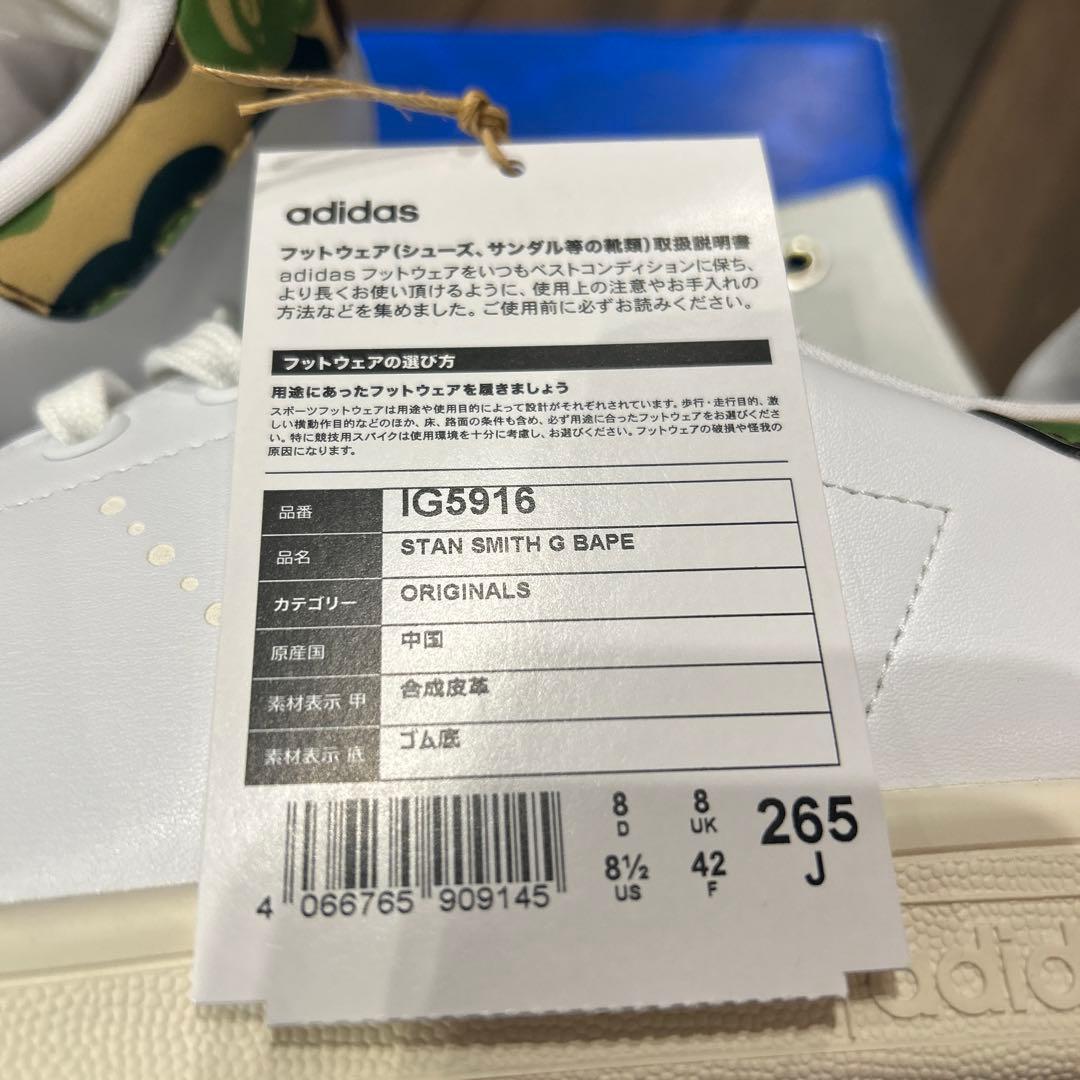 adidas
フットウェア(シューズ、サンダル等の靴類)取扱説明書
adidas フットウェアをいつもベストコンディションに保ち、
より長くお使い頂けるように、使用上の注意やお手入れの
方法などを集めました。ご使用前に必ずお読みください。
フットウェアの選び方
用途にあったフットウェアを履きましょう
スポーツフットウェアは用途や使用目的によって設計がそれぞれされています。歩行・走行目的、激
しい横動作目的などのほか、床、路面の条件も含め、必ず用途に合ったフットウェアをお選びくださ
い。特に競技用スパイクは使用環境を十分に考慮し、お選びください。フットウェアの破損や怪我の
原因になります。
品番 IG5916
品名 STAN SMITH G BAPE
カテゴリー ORIGINALS
原産国 中国
素材表示 甲 合成皮革
素材表示 底 ゴム底
8 8 265
D UK J
8½ 42
US F
4 066765 909145
adid